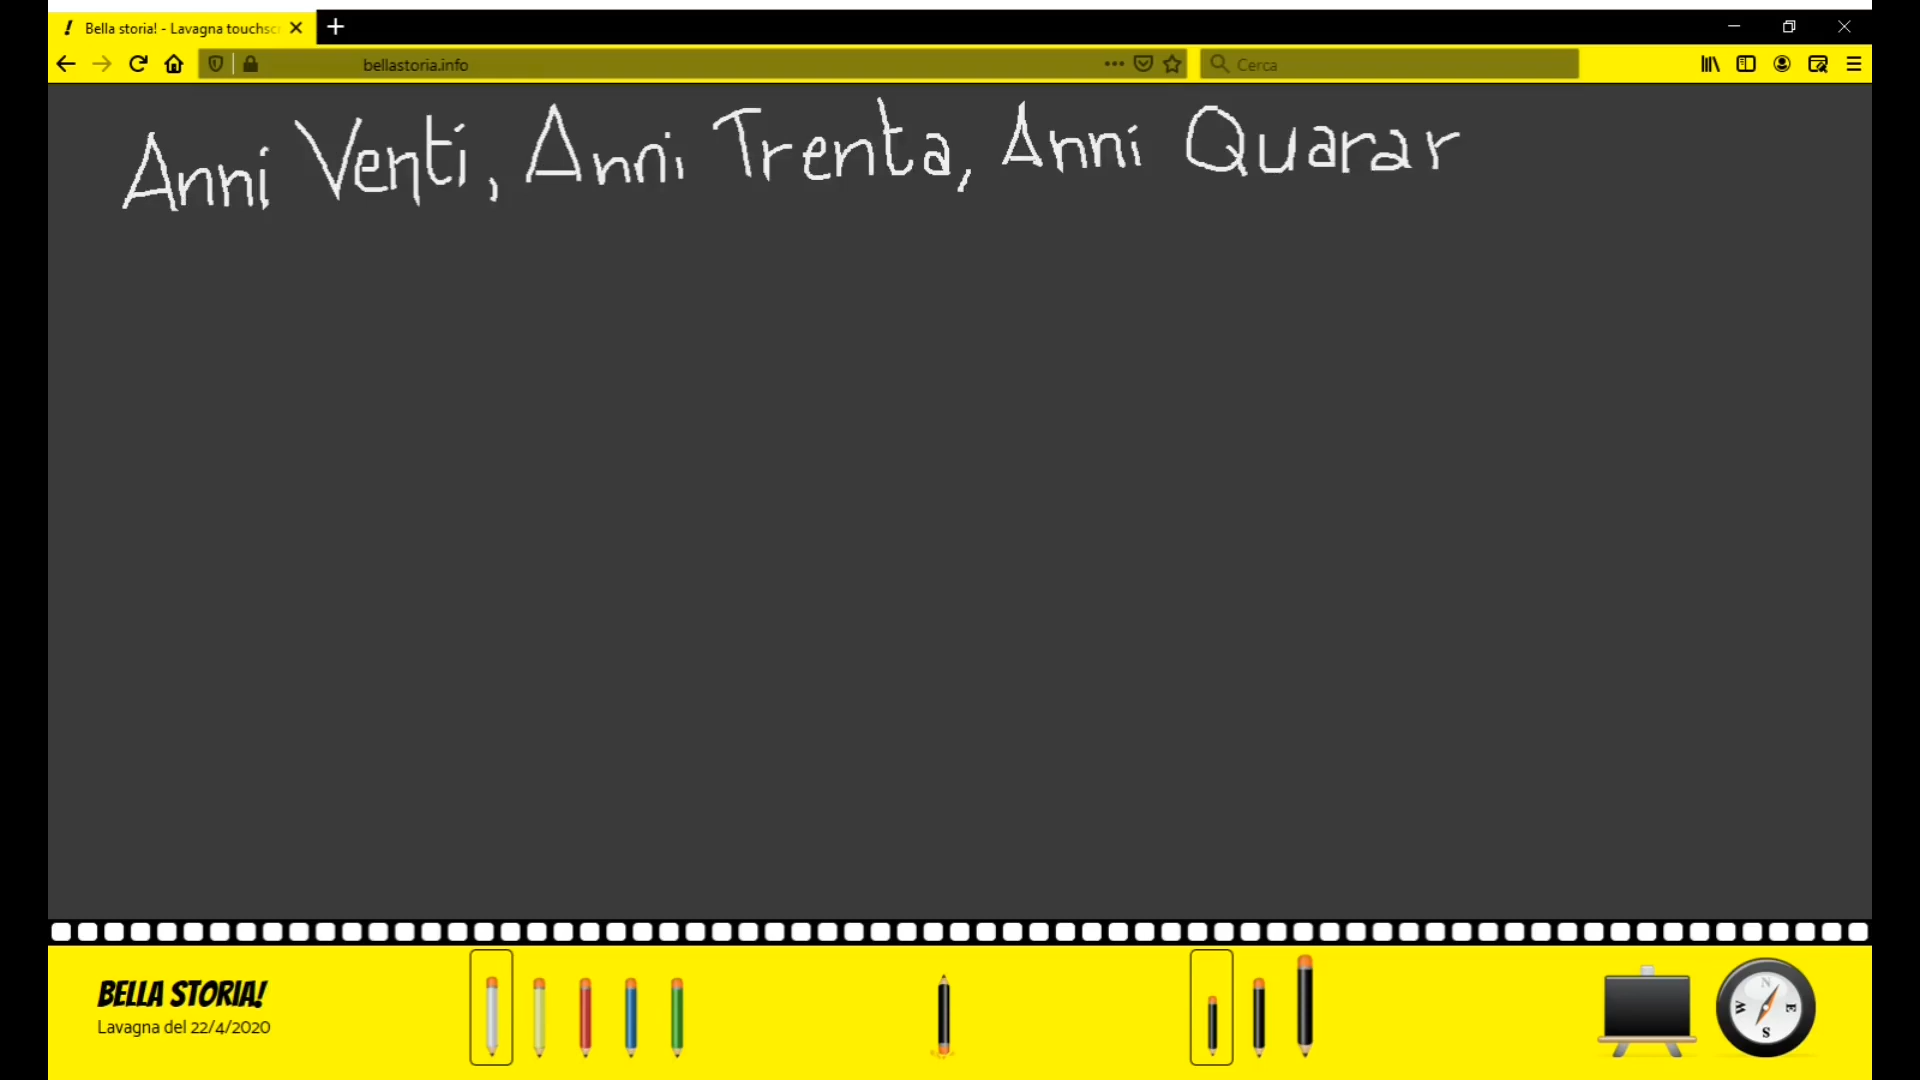 Bella storia! - Lavagna touchsc
bellastoria.info
Cerca
Anni Venti, Anni Trenta, Anni Quarar
BELLA STORIA!
Lavagna del 22/4/2020
N
W
E
S